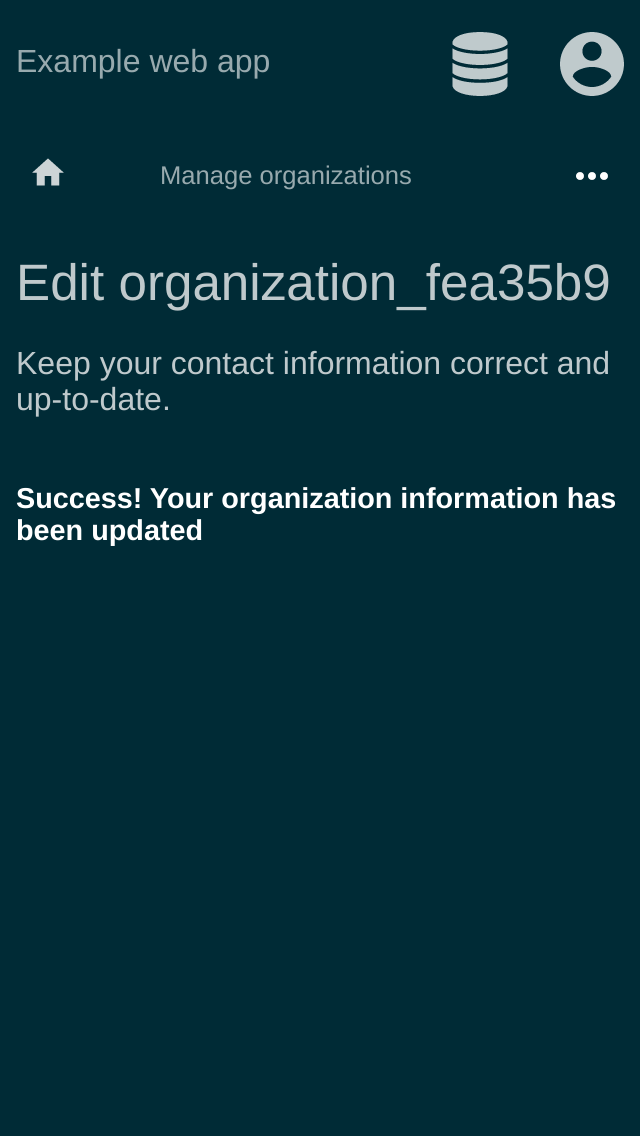 Example web app
Manage organizations
Edit organization_fea35b9
Keep your contact information correct and
up-to-date.
Success! Your organization information has
been updated